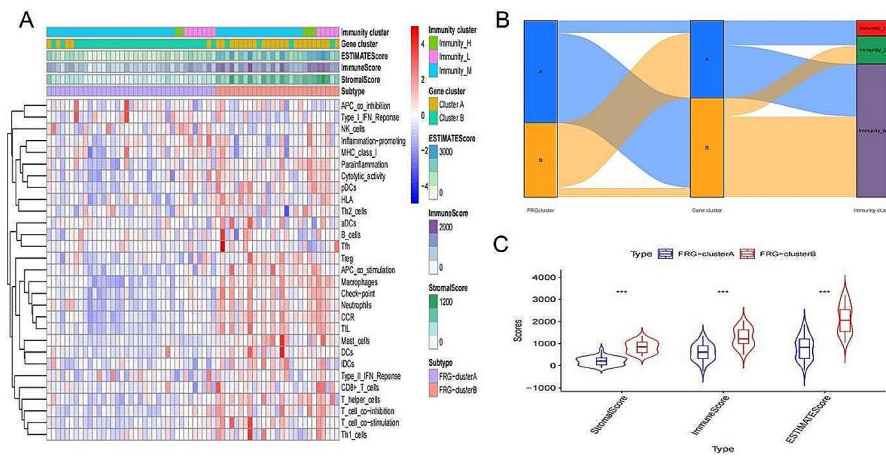 A
Immunity cluster
Gene cluster
ESTIMATEScore
ImmuneScore
StromalScore
Subtype
APC_co_inhibition
Type_I_IFN_Reponse
NK_cells
Inflammation-promoting
MHC_class_I
Parainflammation
Cytolytic_activity
pDCs
HLA
Th2_cells
aDCs
B_cells
Tfh
Treg
APC_co_stimulation
Macrophages
Check-point
Neutrophils
CCR
TIL
Mast_cells
DCs
iDCs
Type_II_IFN_Reponse
CD8+_T_cells
T_helper_cells
T_cell_co-inhibition
T_cell_co-stimulation
Th1_cells
4
2
0
−2
−4
Immunity cluster
Immunity_H
Immunity_L
Immunity_M
Gene cluster
Cluster A
Cluster B
ESTIMATEScore
3000
0
ImmuneScore
2000
0
StromalScore
1200
0
Subtype
FRG-clusterA
FRG-clusterB
B
A
B
A
B
FRGcluster
Gene cluster
C
Type
FRG-clusterA
FRG-clusterB
Scores
4000
3000
2000
1000
0
−1000
***
***
***
StromalScore
ImmuneScore
ESTIMATEScore
Type